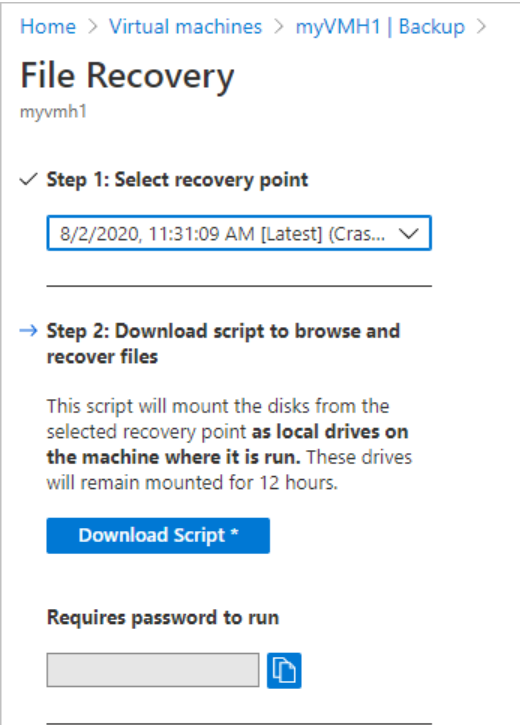 Home > Virtual machines > myVMH1 | Backup >
File Recovery
myvmh1
Step 1: Select recovery point
8/2/2020, 11:31:09 AM [Latest] (Cras...
Step 2: Download script to browse and
recover files
This script will mount the disks from the
selected recovery point as local drives on
the machine where it is run. These drives
will remain mounted for 12 hours.
Download Script *
Requires password to run